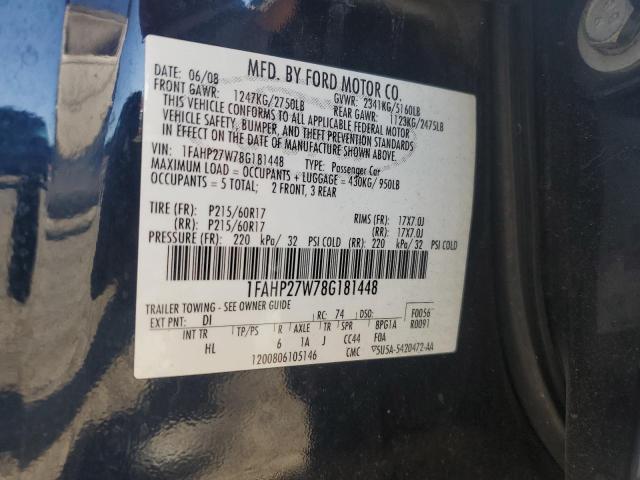 MFD. BY FORD MOTOR CO.
DATE: 06/08 GVWR: 2341KG/5160LB
FRONT GAWR: 1247KG/2750LB REAR GAWR: 1123KG/2475LB
THIS VEHICLE CONFORMS TO ALL APPLICABLE FEDERAL MOTOR
VEHICLE SAFETY, BUMPER, AND THEFT PREVENTION STANDARDS
IN EFFECT ON THE DATE OF MANUFACTURE SHOWN ABOVE.
VIN: 1FAHP27W78G181448 TYPE: Passenger Car
MAXIMUM LOAD = OCCUPANTS + LUGGAGE = 430KG/950LB
OCCUPANTS = 5 TOTAL; 2 FRONT, 3 REAR
TIRE (FR): P215/60R17 RIMS (FR): 17X7.0J
(RR): P215/60R17 (RR): 17X7.0J
PRESSURE (FR): 220 kPa/ 32 PSI COLD (RR): 220 kPa/ 32 PSI COLD
1FAHP27W78G181448
TRAILER TOWING - SEE OWNER GUIDE F0056
EXT PNT: DI RC: 74 DSO: R0091
INT TR TP/PS R AXLE TR SPR BPG1A
HL 6 1A J CC44 FOA
1200806105146 CMC 5U5A-5420472-AA